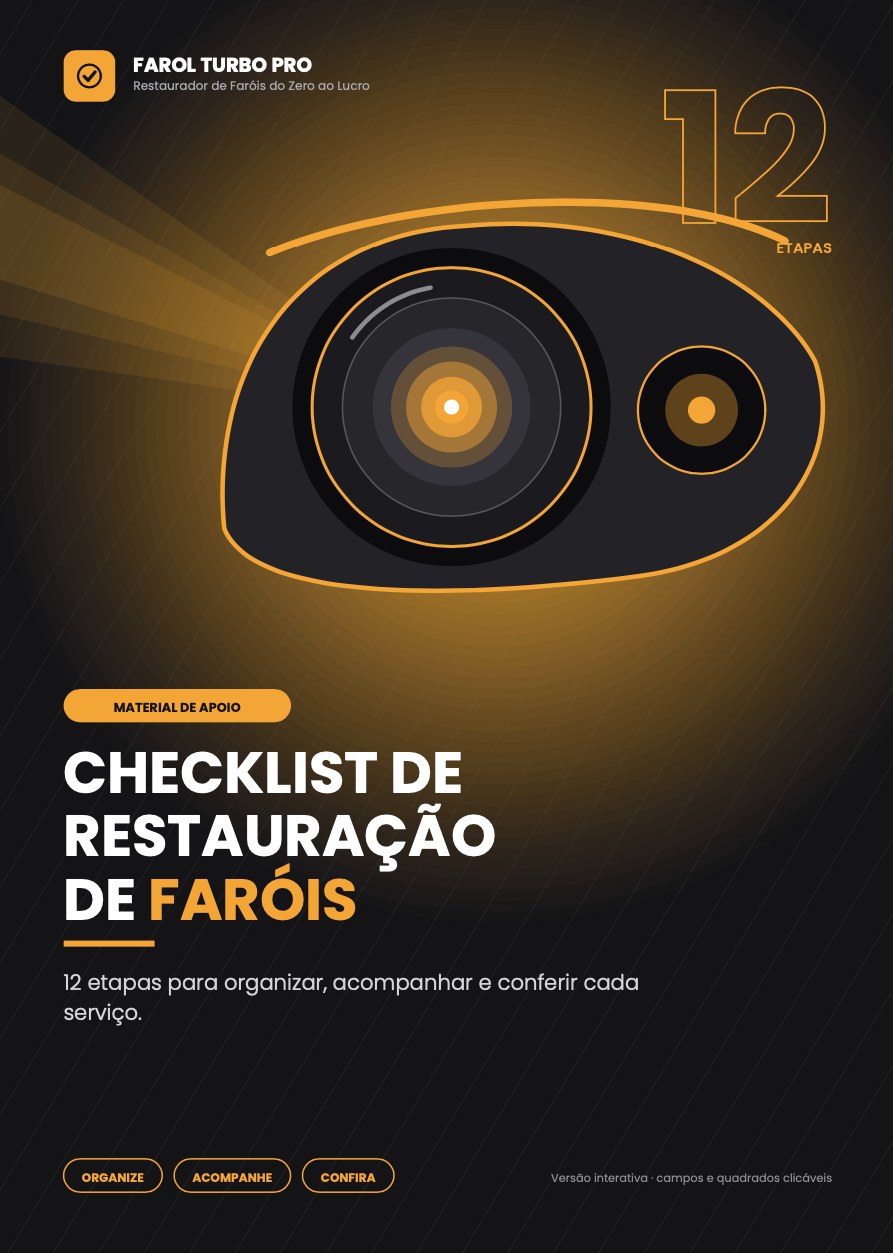 FAROL TURBO PRO
Restaurador de Faróis do Zero ao Lucro
12
ETAPAS
MATERIAL DE APOIO
CHECKLIST DE
RESTAURAÇÃO
DE FARÓIS
12 etapas para organizar, acompanhar e conferir cada
serviço.
ORGANIZE
ACOMPANHE
CONFIRA
Versão interativa · campos e quadrados clicáveis